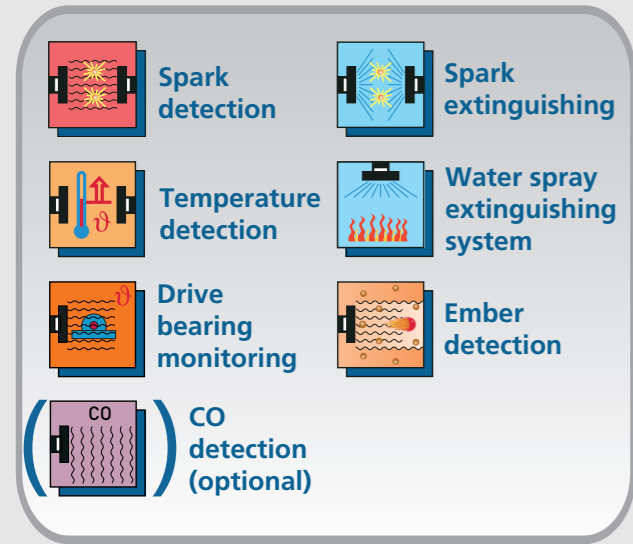 Spark
detection
Spark
extinguishing
ϑ
Temperature
detection
Water spray
extinguishing
system
ϑ
Drive
bearing
monitoring
Ember
detection
(CO)
CO
detection
(optional)